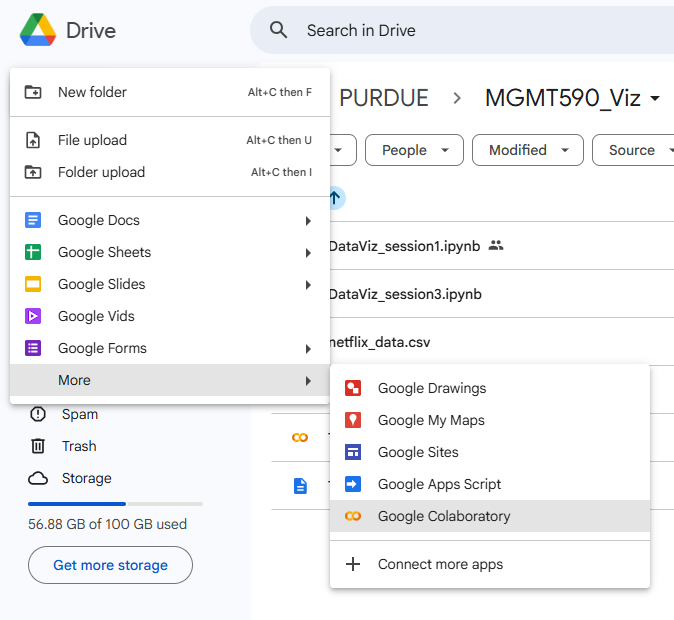 Drive
Search in Drive
New folder Alt+C then F
File upload Alt+C then U
Folder upload Alt+C then I
Google Docs
Google Sheets
Google Slides
Google Vids
Google Forms
More
Spam
Trash
Storage
56.88 GB of 100 GB used
Get more storage
PURDUE > MGMT590_Viz
People Modified Source
DataViz_session1.ipynb
DataViz_session3.ipynb
netflix_data.csv
Google Drawings
Google My Maps
Google Sites
Google Apps Script
Google Colaboratory
Connect more apps